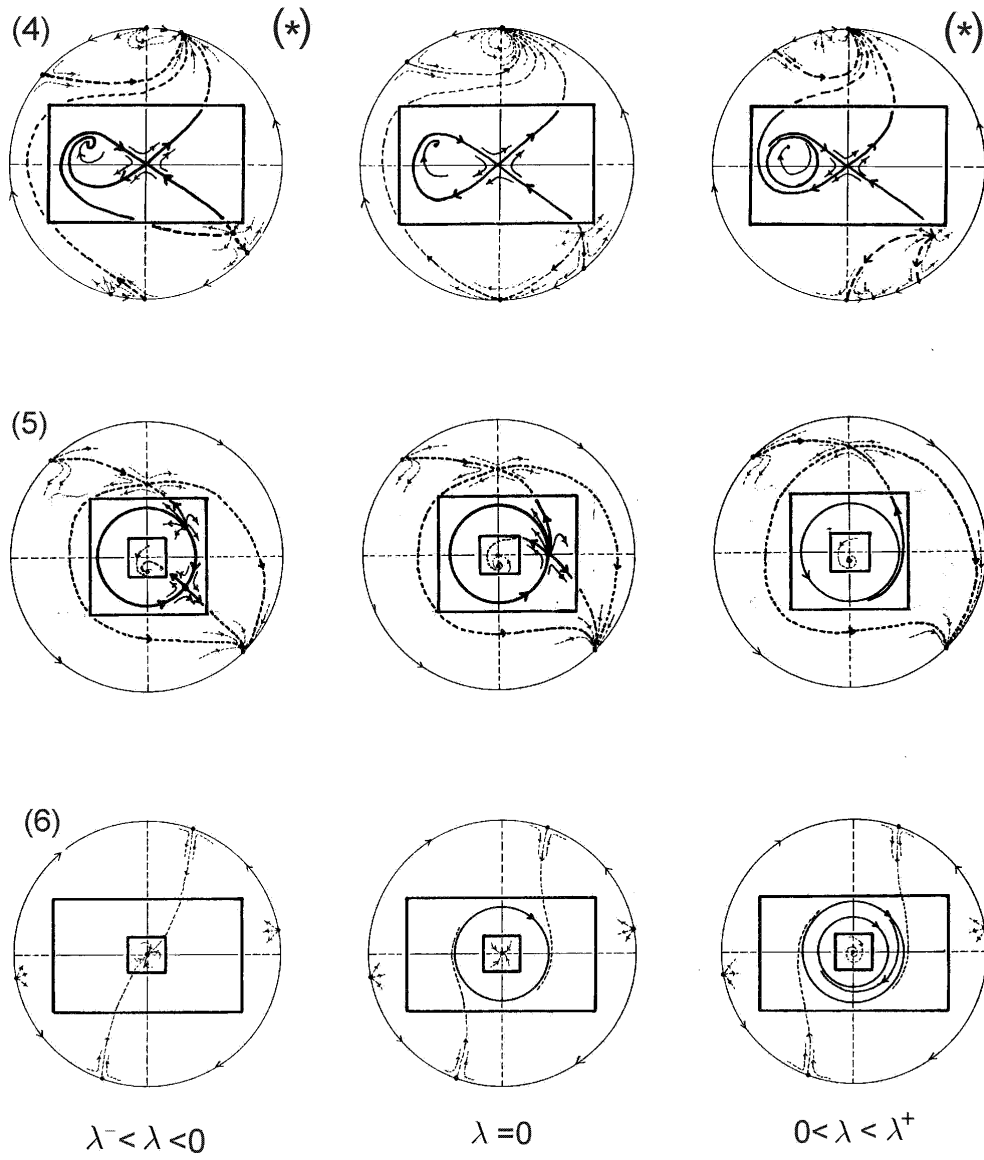 (4) (*) (*)
(5)
(6)
λ⁻ < λ < 0 λ = 0 0 < λ < λ⁺